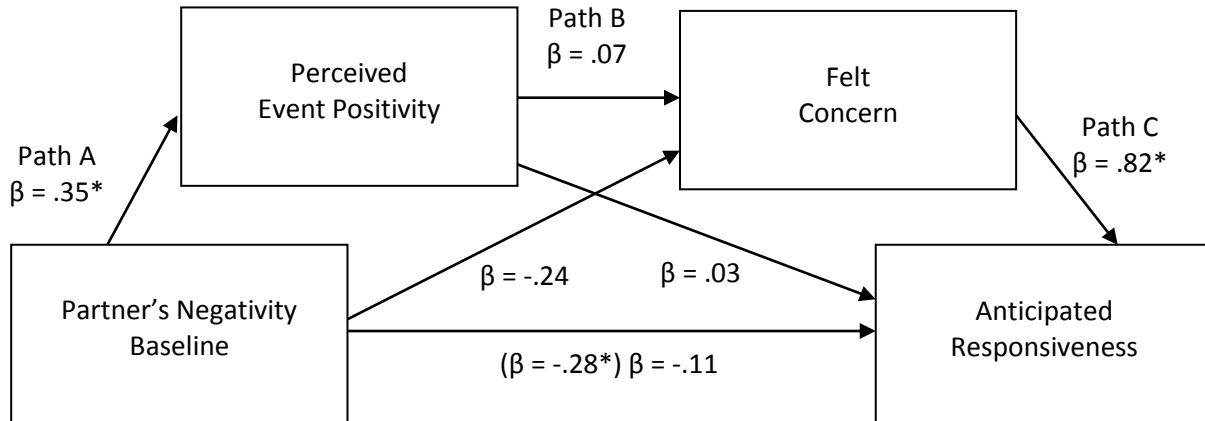 Path B
β = .07
Perceived
Event Positivity
Felt
Concern
Path A
β = .35*
Path C
β = .82*
Partner’s Negativity
Baseline
β = -.24
β = .03
Anticipated
Responsiveness
(β = -.28*) β = -.11